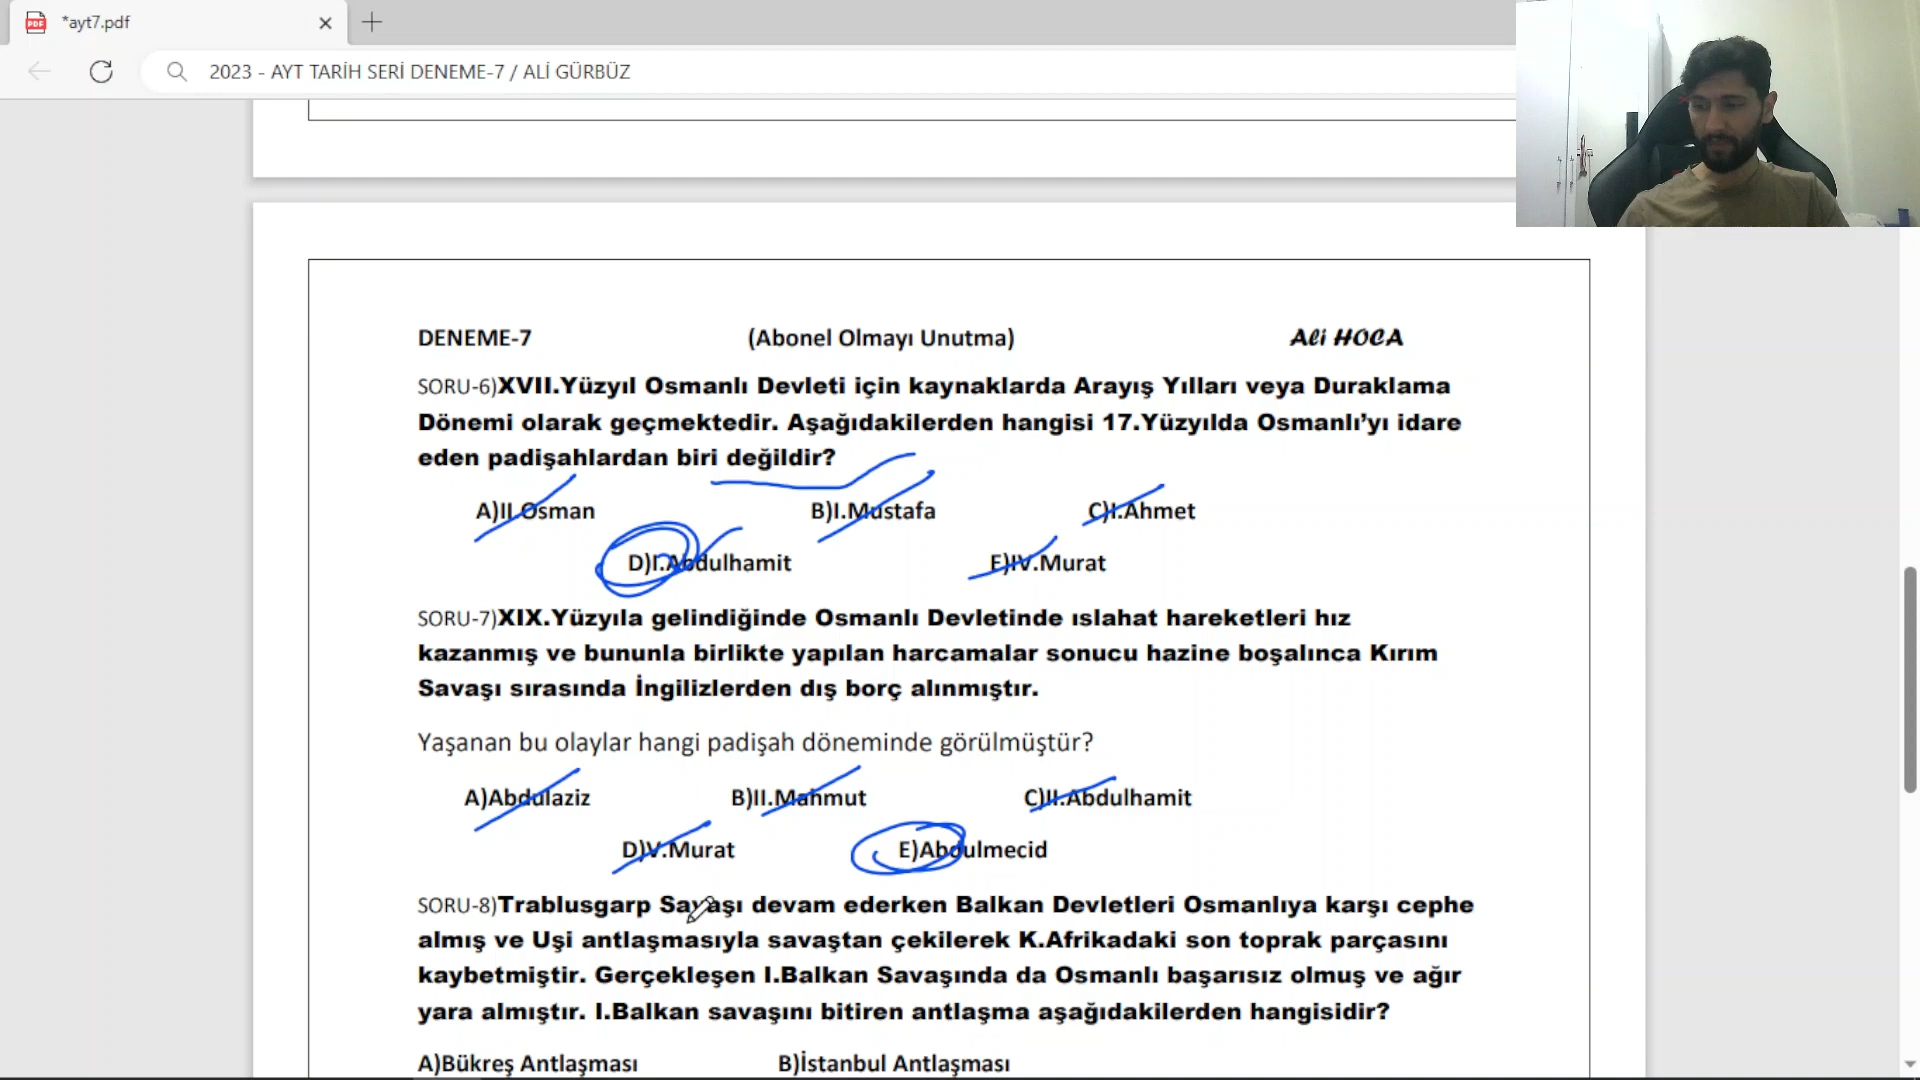 *ayt7.pdf
2023 - AYT TARİH SERİ DENEME-7 / ALİ GÜRBÜZ
DENEME-7 (Abonel Olmayı Unutma) Ali HOCA
SORU-6)XVII.Yüzyıl Osmanlı Devleti için kaynaklarda Arayış Yılları veya Duraklama
Dönemi olarak geçmektedir. Aşağıdakilerden hangisi 17.Yüzyılda Osmanlı'yı idare
eden padişahlardan biri değildir?
A)II.Osman B)I.Mustafa C)I.Ahmet
D)I.Abdulhamit E)IV.Murat
SORU-7)XIX.Yüzyıla gelindiğinde Osmanlı Devletinde ıslahat hareketleri hız
kazanmış ve bununla birlikte yapılan harcamalar sonucu hazine boşalınca Kırım
Savaşı sırasında İngilizlerden dış borç alınmıştır.
Yaşanan bu olaylar hangi padişah döneminde görülmüştür?
A)Abdulaziz B)II.Mahmut C)II.Abdulhamit
D)V.Murat E)Abdulmecid
SORU-8)Trablusgarp Savaşı devam ederken Balkan Devletleri Osmanlıya karşı cephe
almış ve Uşi antlaşmasıyla savaştan çekilerek K.Afrikadaki son toprak parçasını
kaybetmiştir. Gerçekleşen I.Balkan Savaşında da Osmanlı başarısız olmuş ve ağır
yara almıştır. I.Balkan savaşını bitiren antlaşma aşağıdakilerden hangisidir?
A)Bükreş Antlaşması B)İstanbul Antlaşması